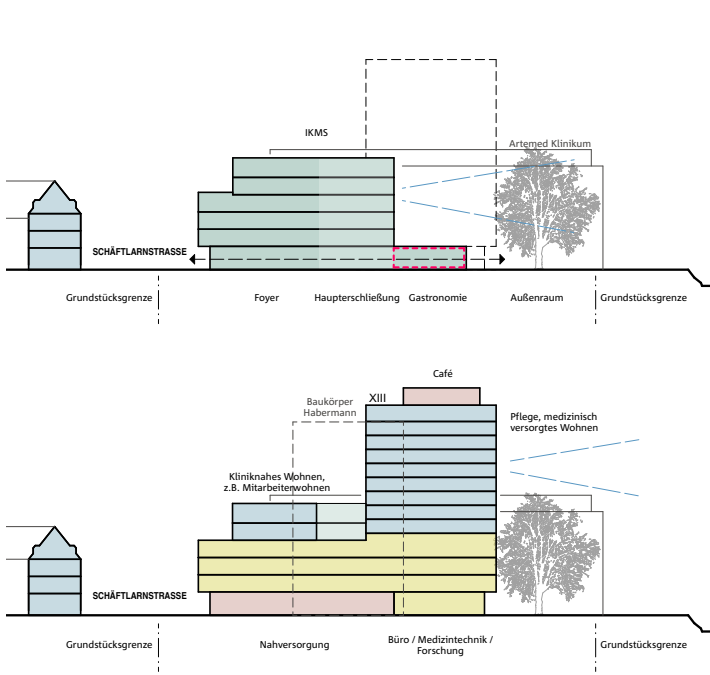 IKMS
Artemed Klinikum
SCHÄFTLARNSTRASSE
Grundstücksgrenze
Foyer
Haupterschließung
Gastronomie
Außenraum
Grundstücksgrenze
Café
XIII
Baukörper
Habermann
Pflege, medizinisch
versorgtes Wohnen
Kliniknahes Wohnen,
z.B. Mitarbeiterwohnen
SCHÄFTLARNSTRASSE
Grundstücksgrenze
Nahversorgung
Büro / Medizintechnik /
Forschung
Grundstücksgrenze